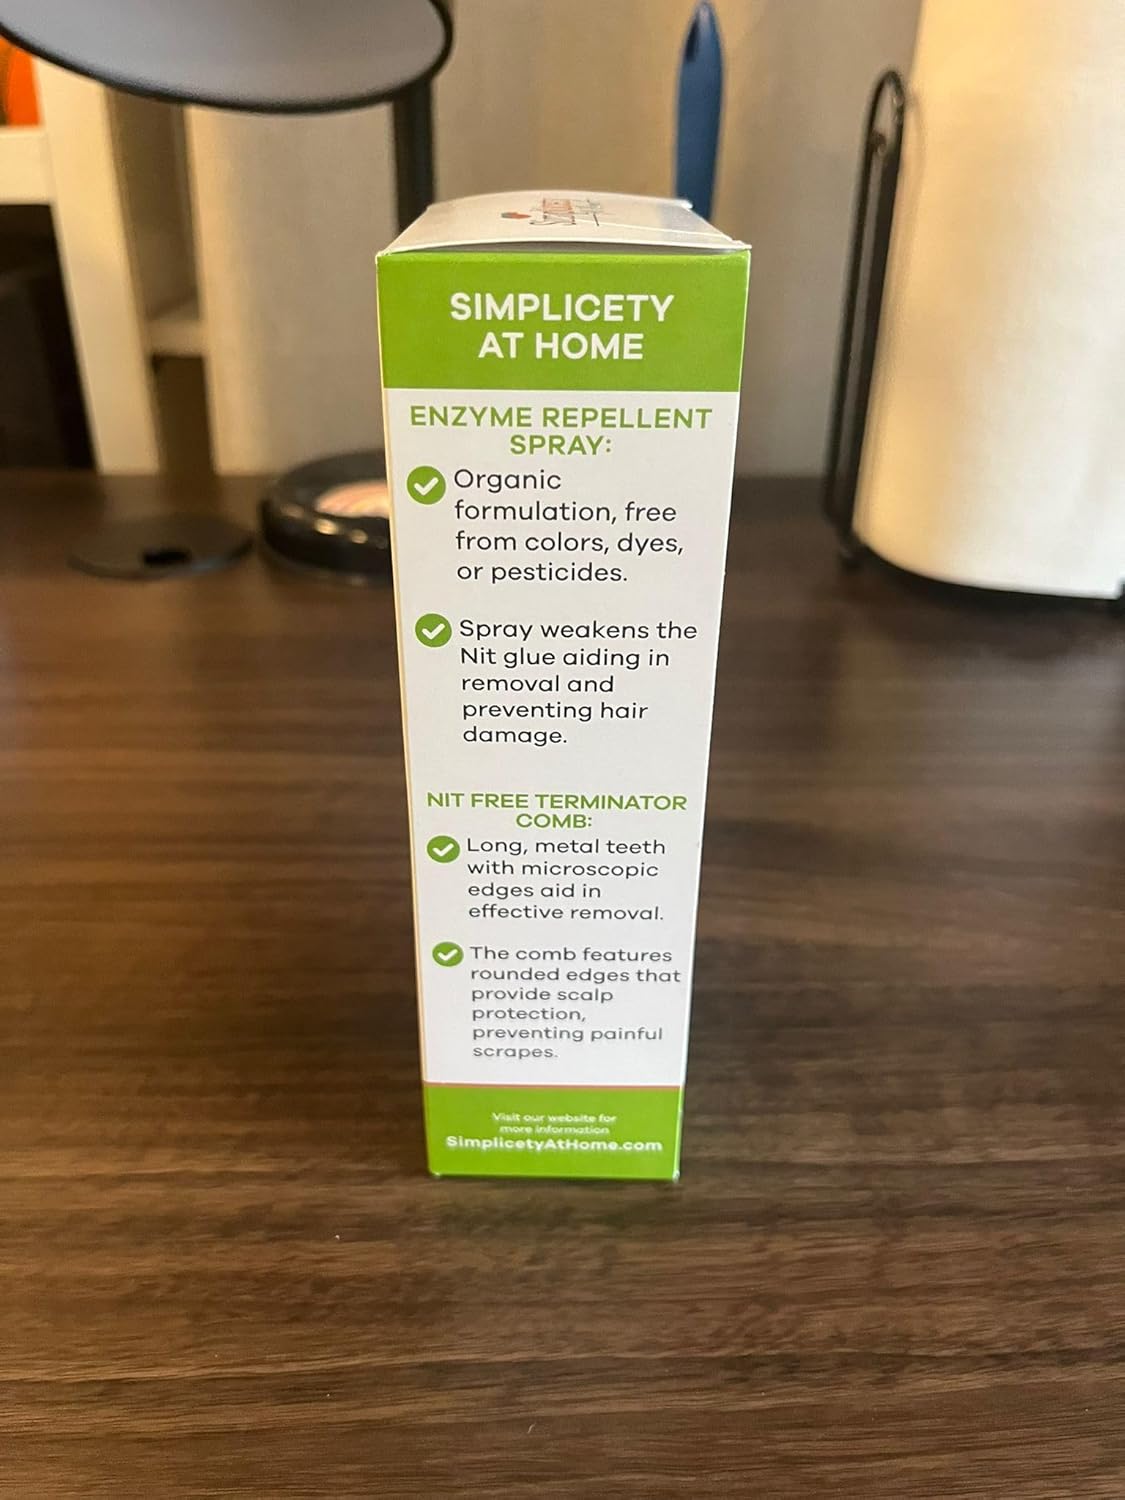 SIMPLICETY
AT HOME
ENZYME REPELLENT
SPRAY:
Organic
formulation, free
from colors, dyes,
or pesticides.
Spray weakens the
Nit glue aiding in
removal and
preventing hair
damage.
NIT FREE TERMINATOR
COMB:
Long, metal teeth
with microscopic
edges aid in
effective removal.
The comb features
rounded edges that
provide scalp
protection,
preventing painful
scrapes.
Visit our website for
more information
SimplicetyAtHome.com